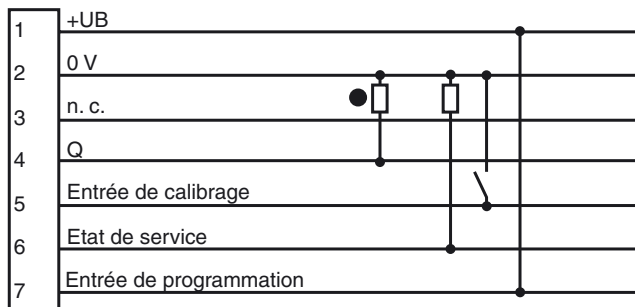 1 +UB
2 0 V
3 n. c.
4 Q
5 Entrée de calibrage
6 Etat de service
7 Entrée de programmation